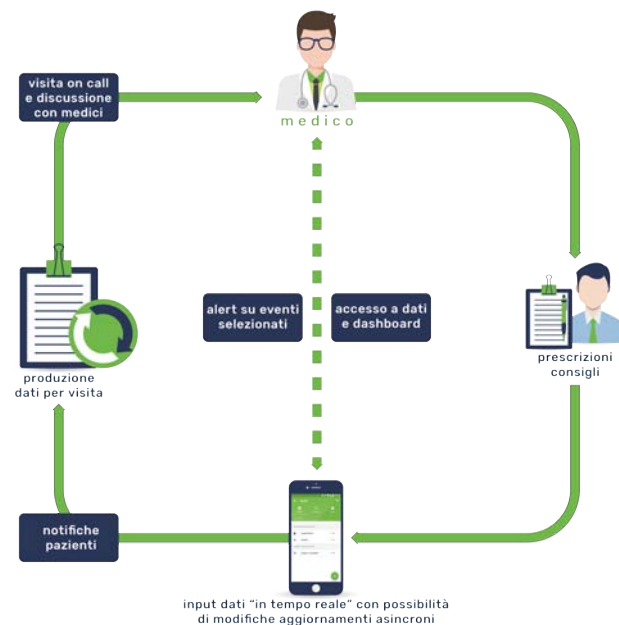 visita on call
e discussione
con medici
medico
alert su eventi
selezionati
accesso a dati
e dashboard
produzione
dati per visita
prescrizioni
consigli
notifiche
pazienti
input dati "in tempo reale" con possibilità
di modifiche aggiornamenti asincroni